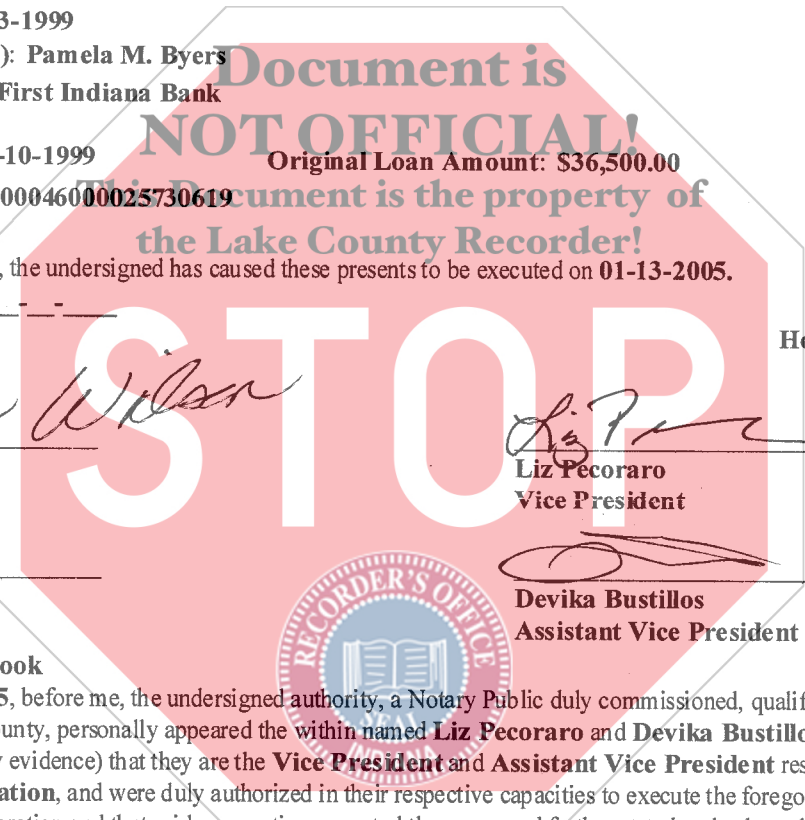 3-1999
): Pamela M. Byers
Document is
First Indiana Bank
NOT OFFICIAL!
-10-1999
Original Loan Amount: $36,500.00
This Document is the property of
00046000025730619
the Lake County Recorder!
, the undersigned has caused these presents to be executed on 01-13-2005.
STOP
He
Wilson
Liz P
Liz Pecoraro
Vice President
Devika Bustillos
Assistant Vice President
RECORDER'S OFFICE
SEAL
INDIANA
ook
5, before me, the undersigned authority, a Notary Public duly commissioned, qualif
unty, personally appeared the within named Liz Pecoraro and Devika Bustillo
y evidence) that they are the Vice President and Assistant Vice President res
ation, and were duly authorized in their respective capacities to execute the forego